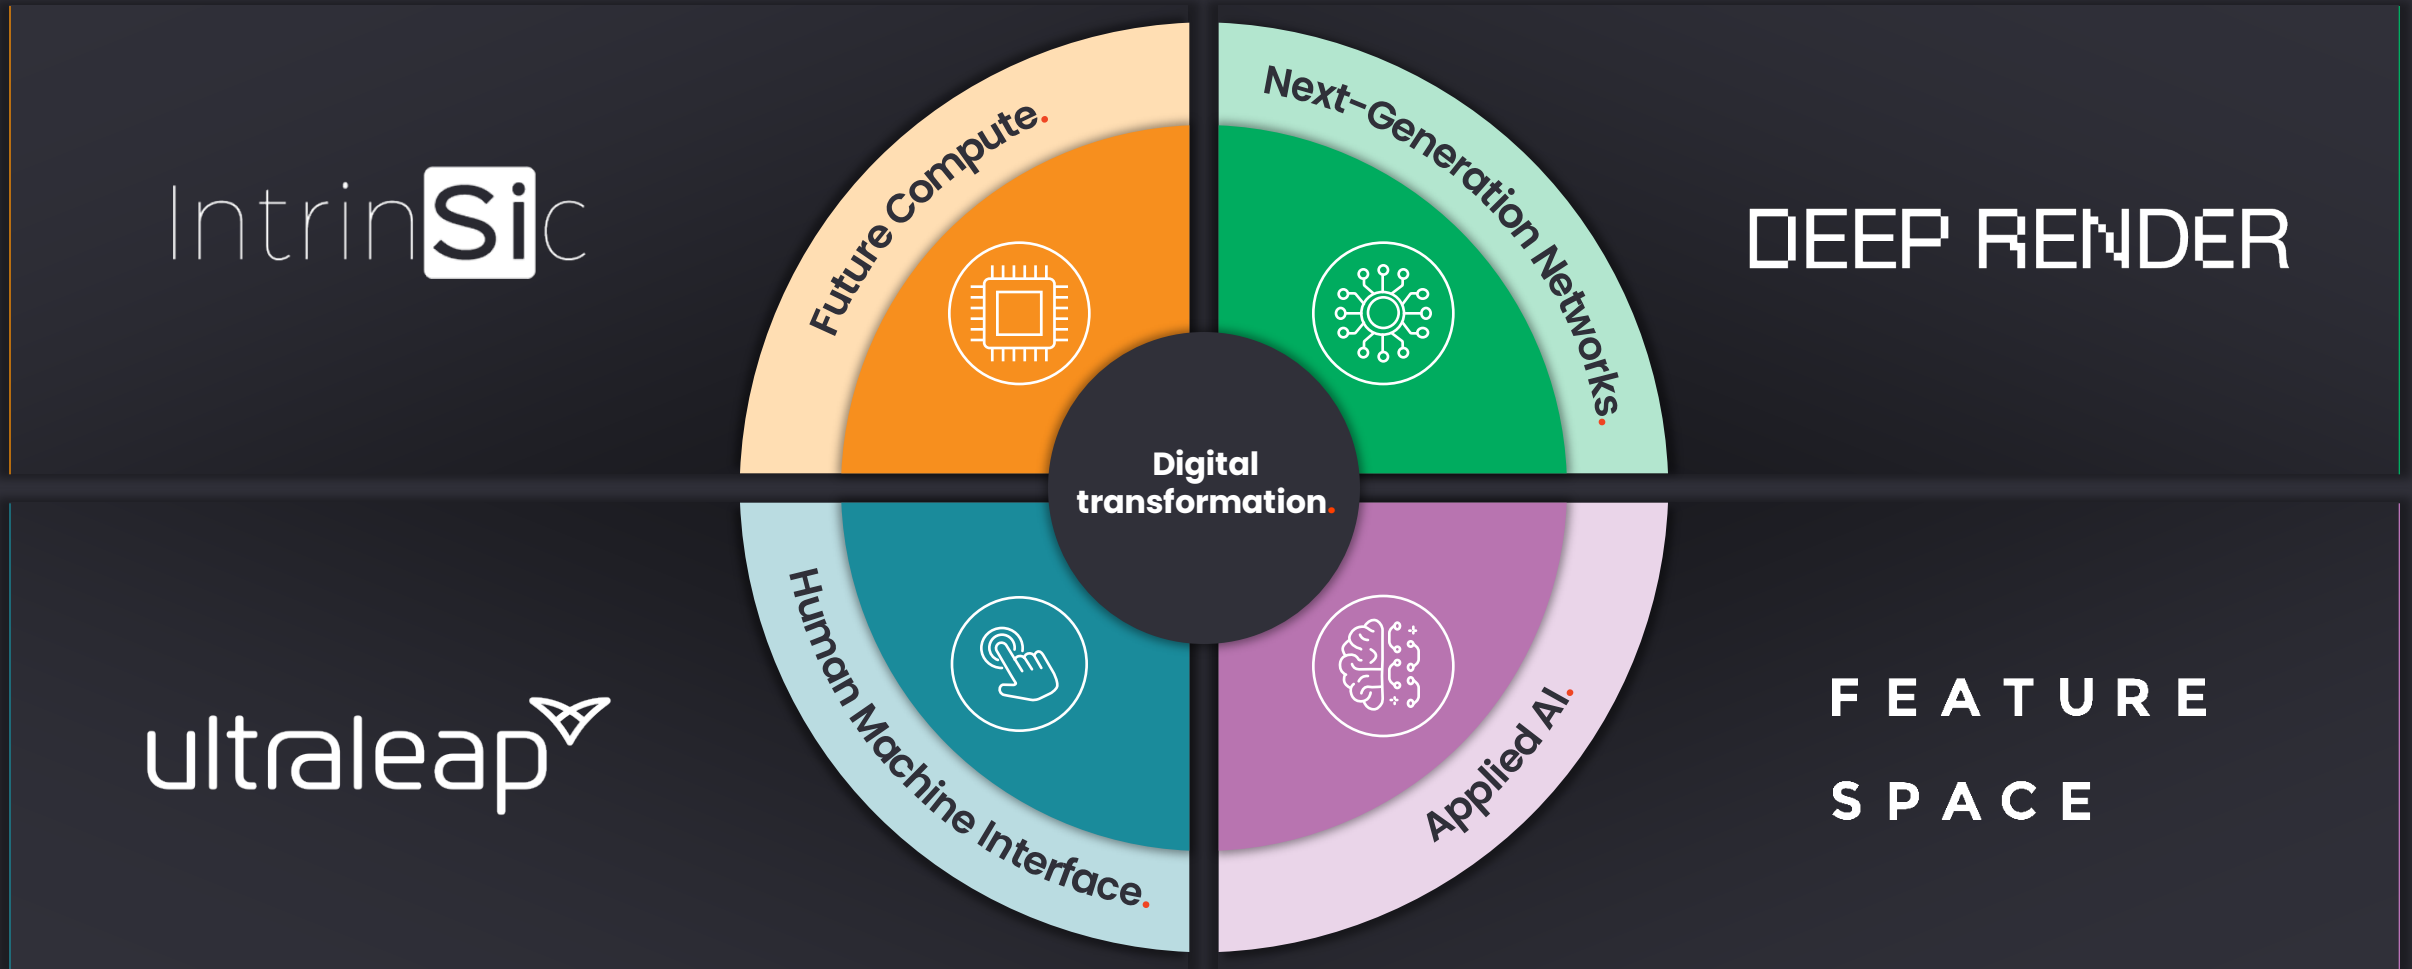 IntrinSic
Future Compute.
Next-Generation Networks.
DEEP RENDER
Digital
transformation.
ultraleap
Human Machine Interface.
Applied AI.
FEATURE
SPACE